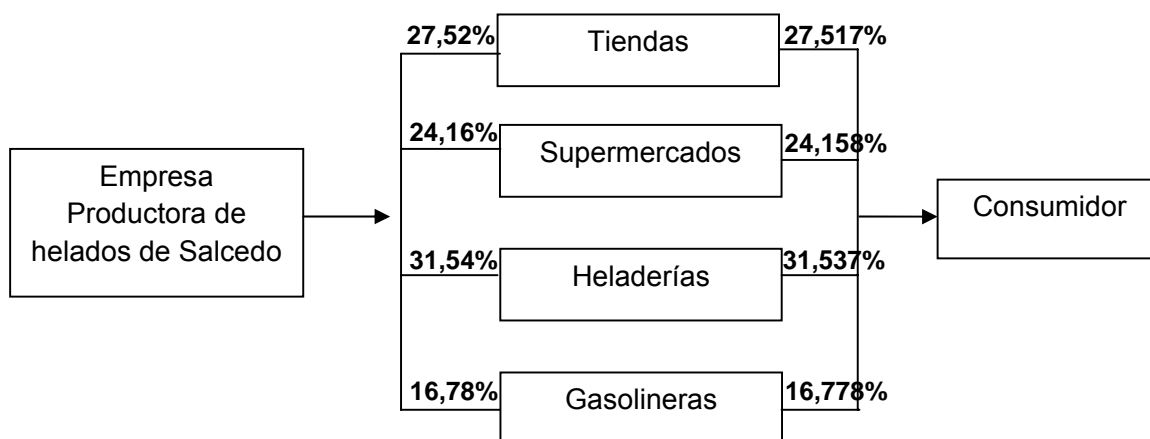 27,52%
Tiendas
27,517%
24,16%
Supermercados
24,158%
Empresa
Productora de
helados de Salcedo
Consumidor
31,54%
Heladerías
31,537%
16,78%
Gasolineras
16,778%